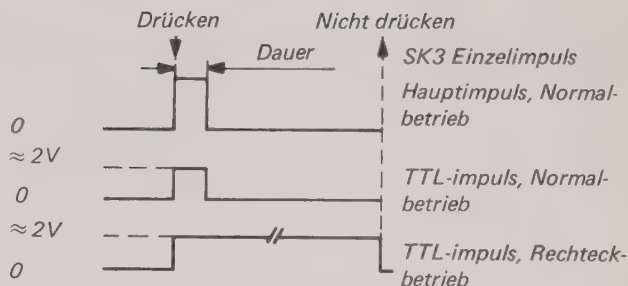 Drücken
Nicht drücken
Dauer
SK3 Einzelimpuls
Hauptimpuls, Normal-
betrieb
0
≈ 2V
TTL-impuls, Normal-
betrieb
0
≈ 2V
TTL-impuls, Rechteck-
betrieb
0